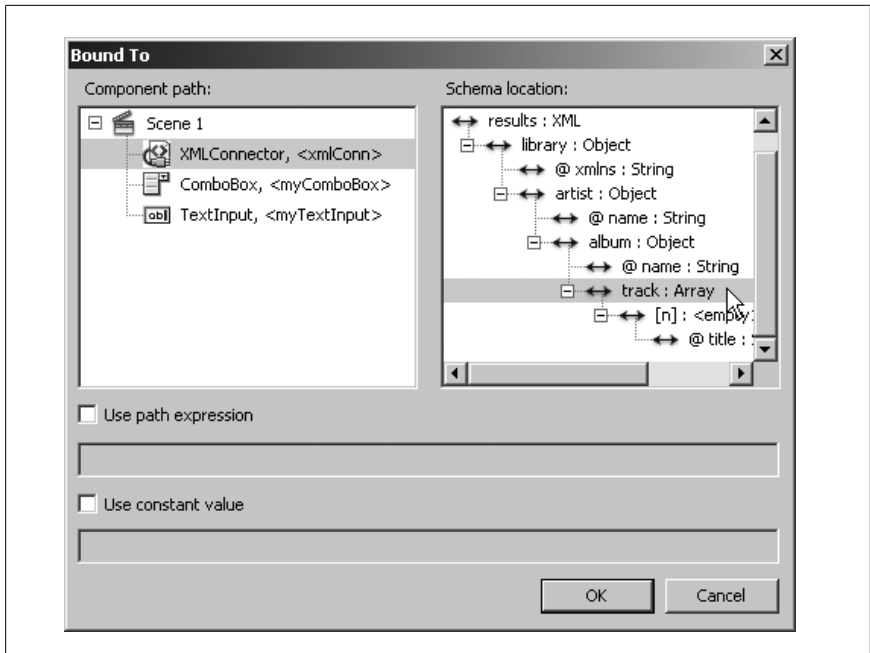 Bound To
Component path:
Scene 1
XMLConnector, <xmlConn>
ComboBox, <myComboBox>
TextInput, <myTextInput>
Schema location:
results : XML
library : Object
@ xmlns : String
artist : Object
@ name : String
album : Object
@ name : String
track : Array
[n] : <empty
@ title :
Use path expression
Use constant value
OK
Cancel